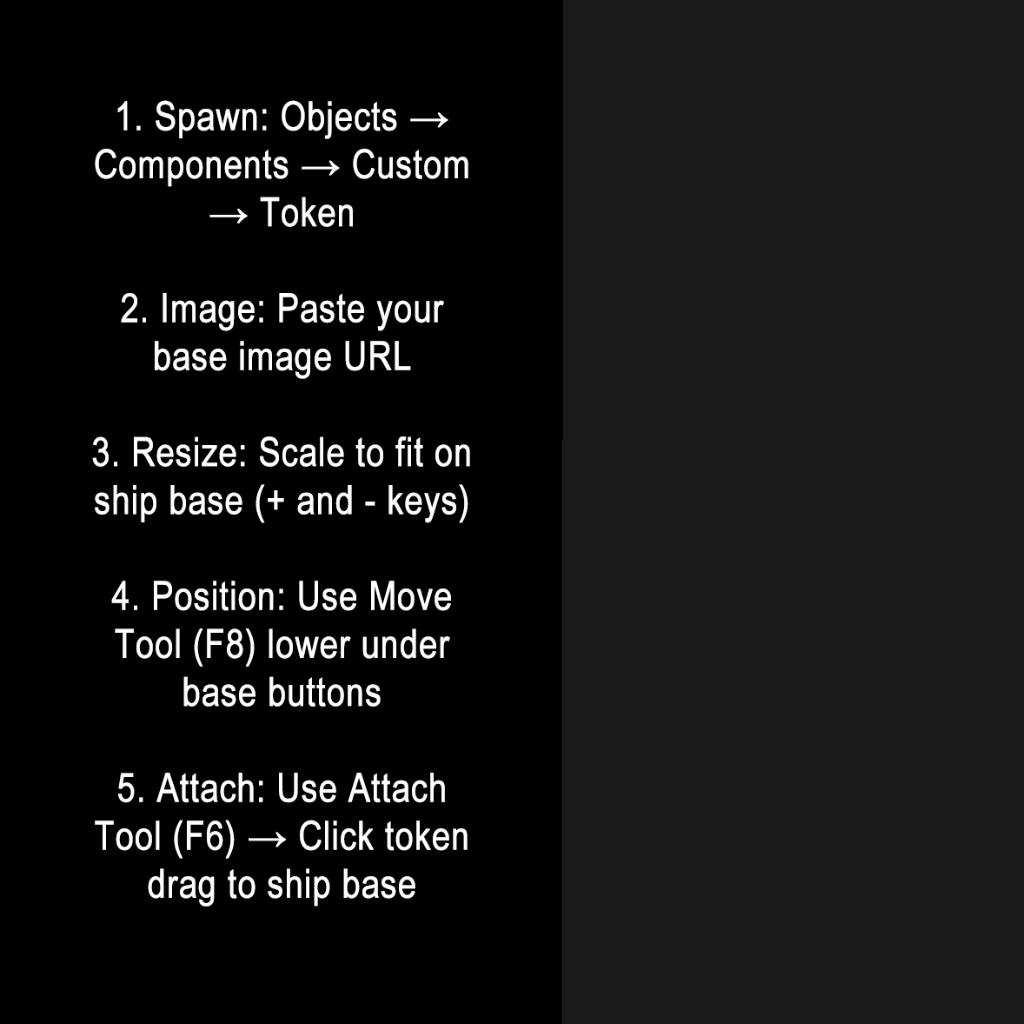 1. Spawn: Objects →
Components → Custom
→ Token
2. Image: Paste your
base image URL
3. Resize: Scale to fit on
ship base (+ and - keys)
4. Position: Use Move
Tool (F8) lower under
base buttons
5. Attach: Use Attach
Tool (F6) → Click token
drag to ship base